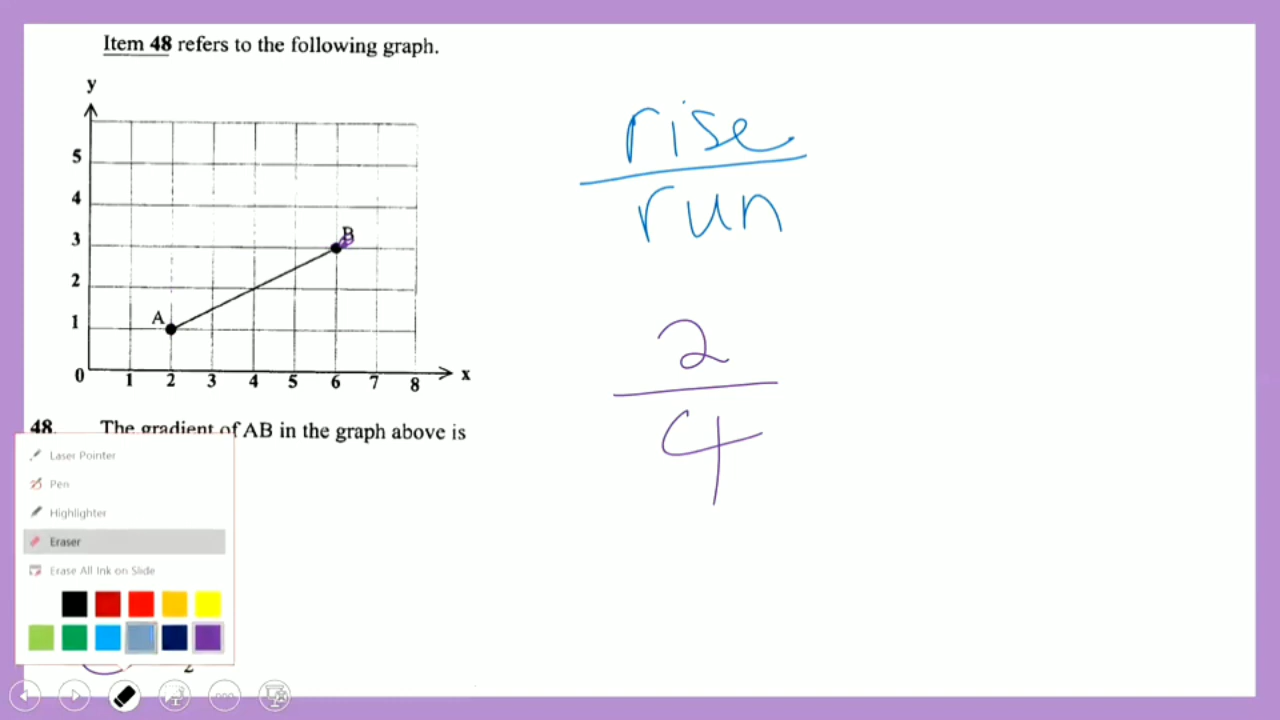 Item 48 refers to the following graph.
y
5
4
3
2
1
0
B
A
1 2 3 4 5 6 7 8
x
rise
run
2
4
48. The gradient of AB in the graph above is
Laser Pointer
Pen
Highlighter
Eraser
Erase All Ink on Slide
2